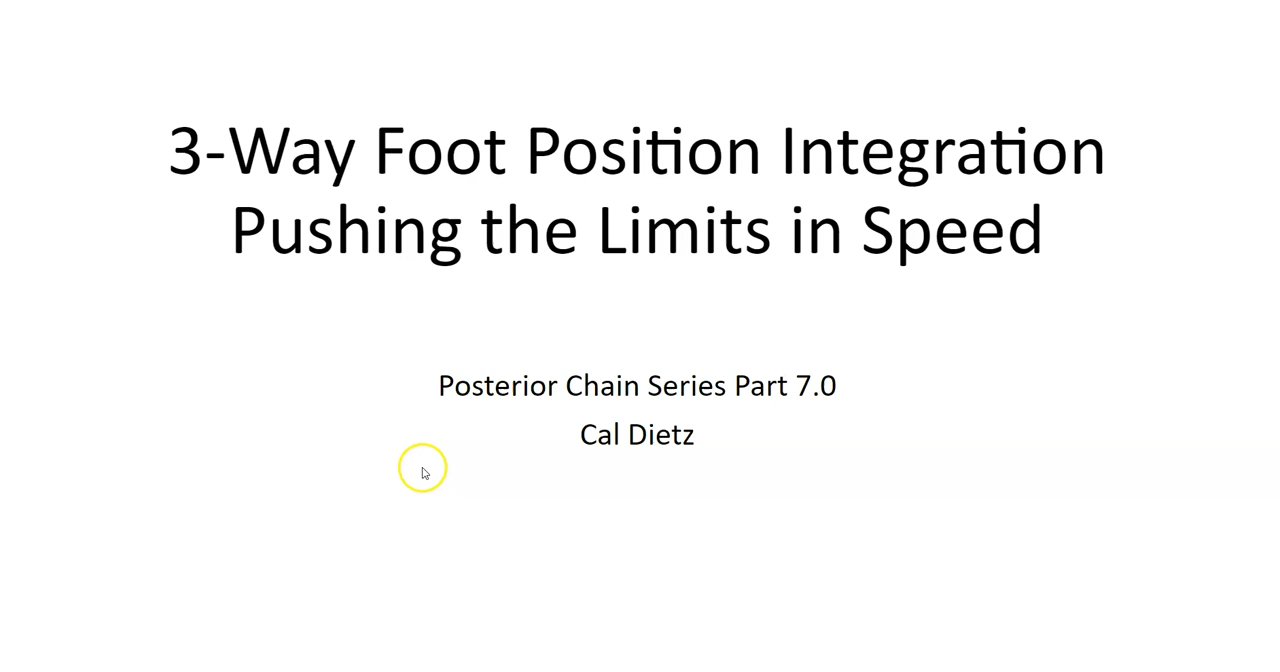 3-Way Foot Position Integration
Pushing the Limits in Speed
Posterior Chain Series Part 7.0
Cal Dietz